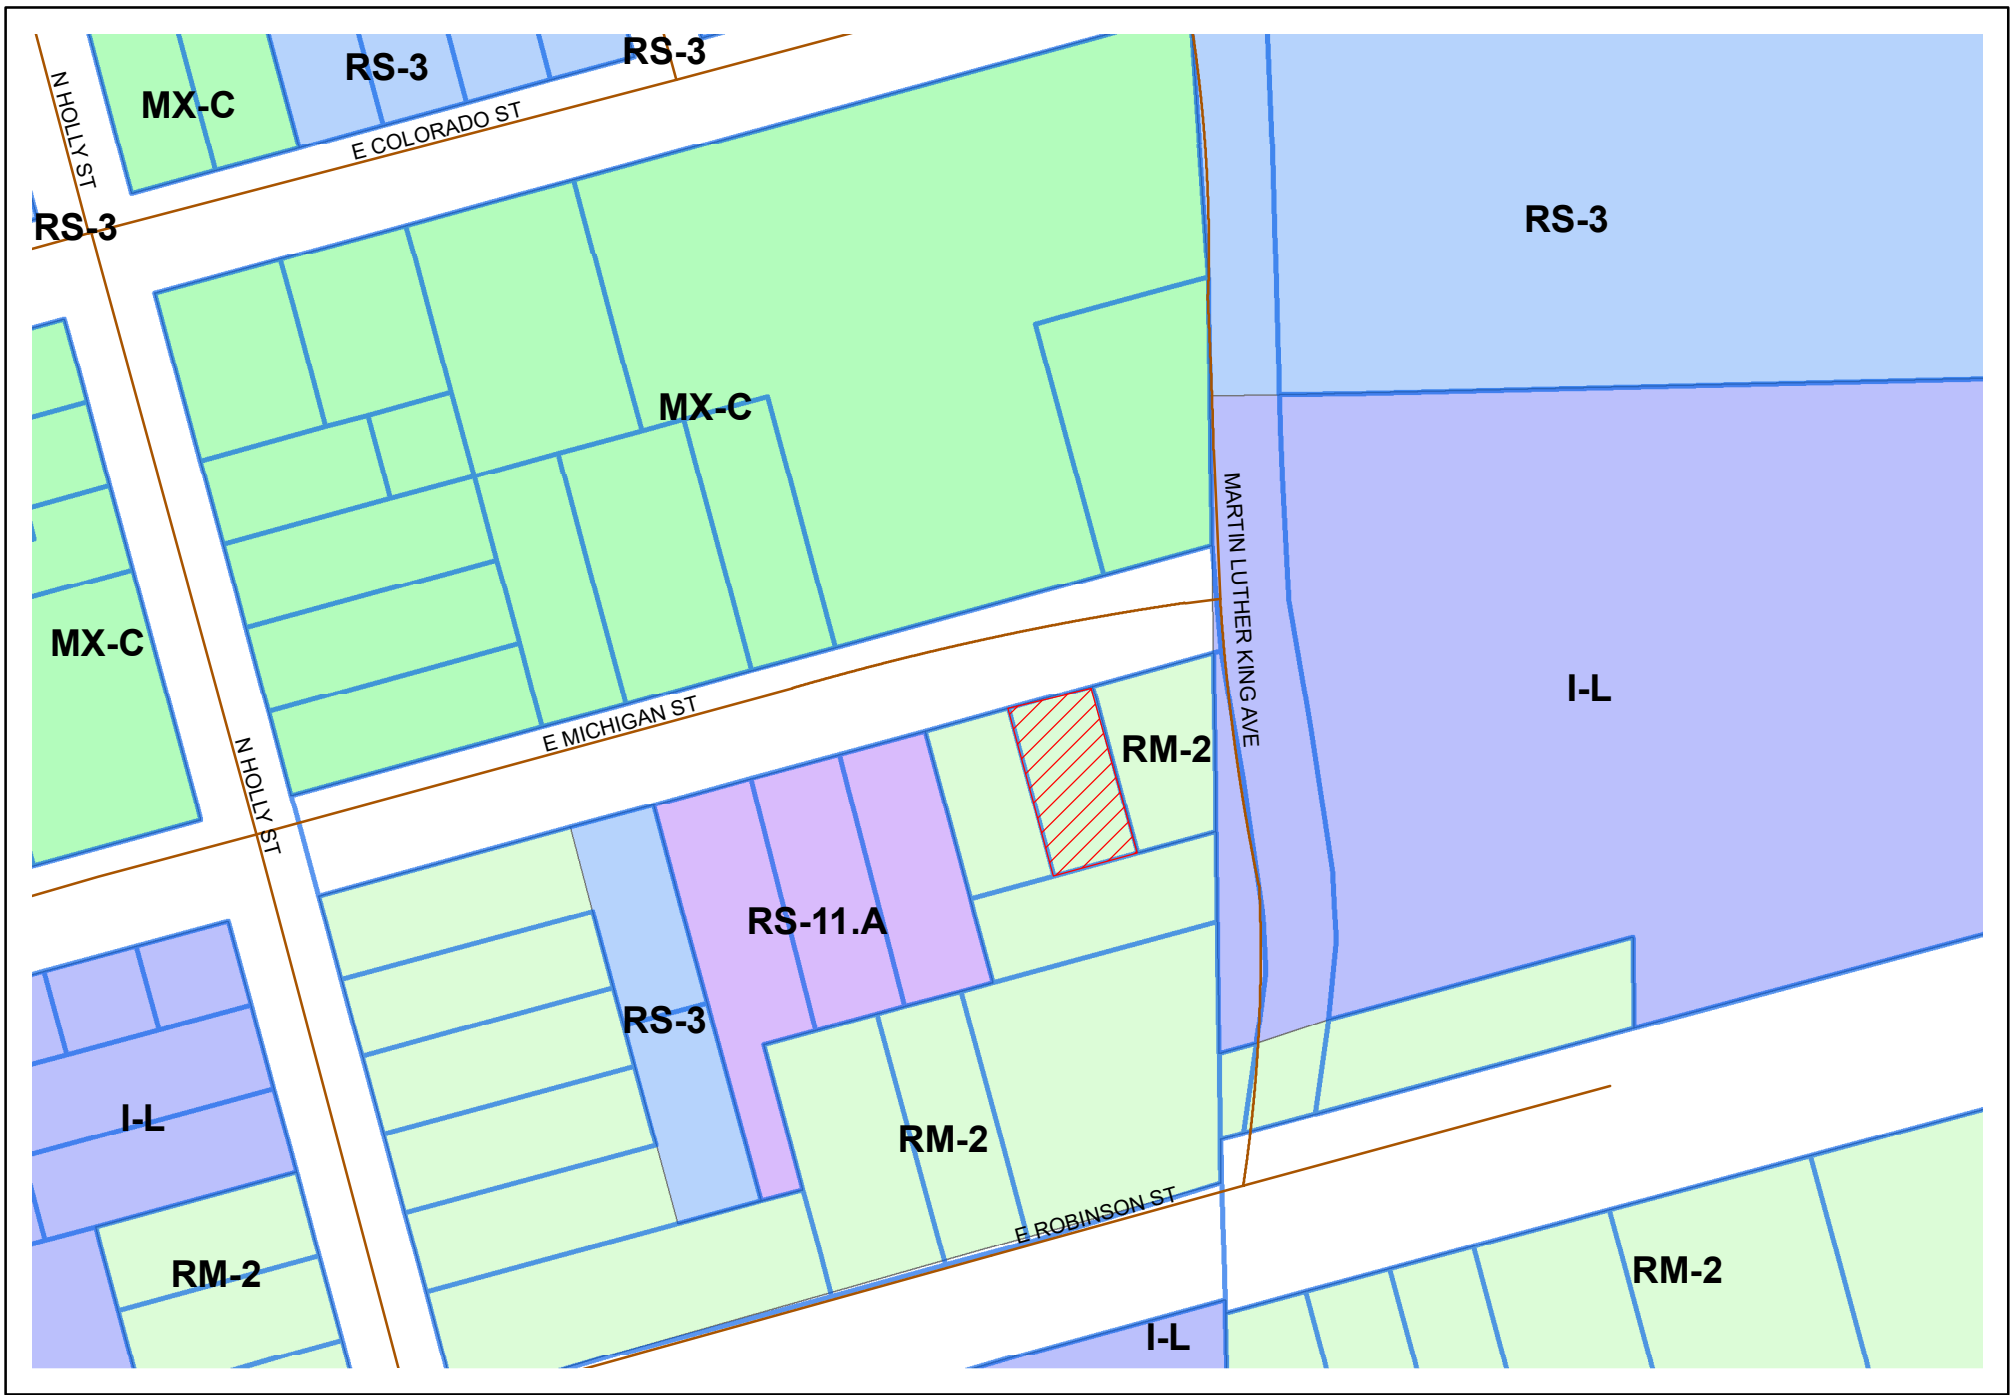 RS-3
RS-3
MX-C
N HOLLY ST
E COLORADO ST
RS-3
RS-3
MX-C
MARTIN LUTHER KING AVE
MX-C
I-L
E MICHIGAN ST
N HOLLY ST
RM-2
RS-11.A
RS-3
I-L
RM-2
E ROBINSON ST
RM-2
RM-2
I-L